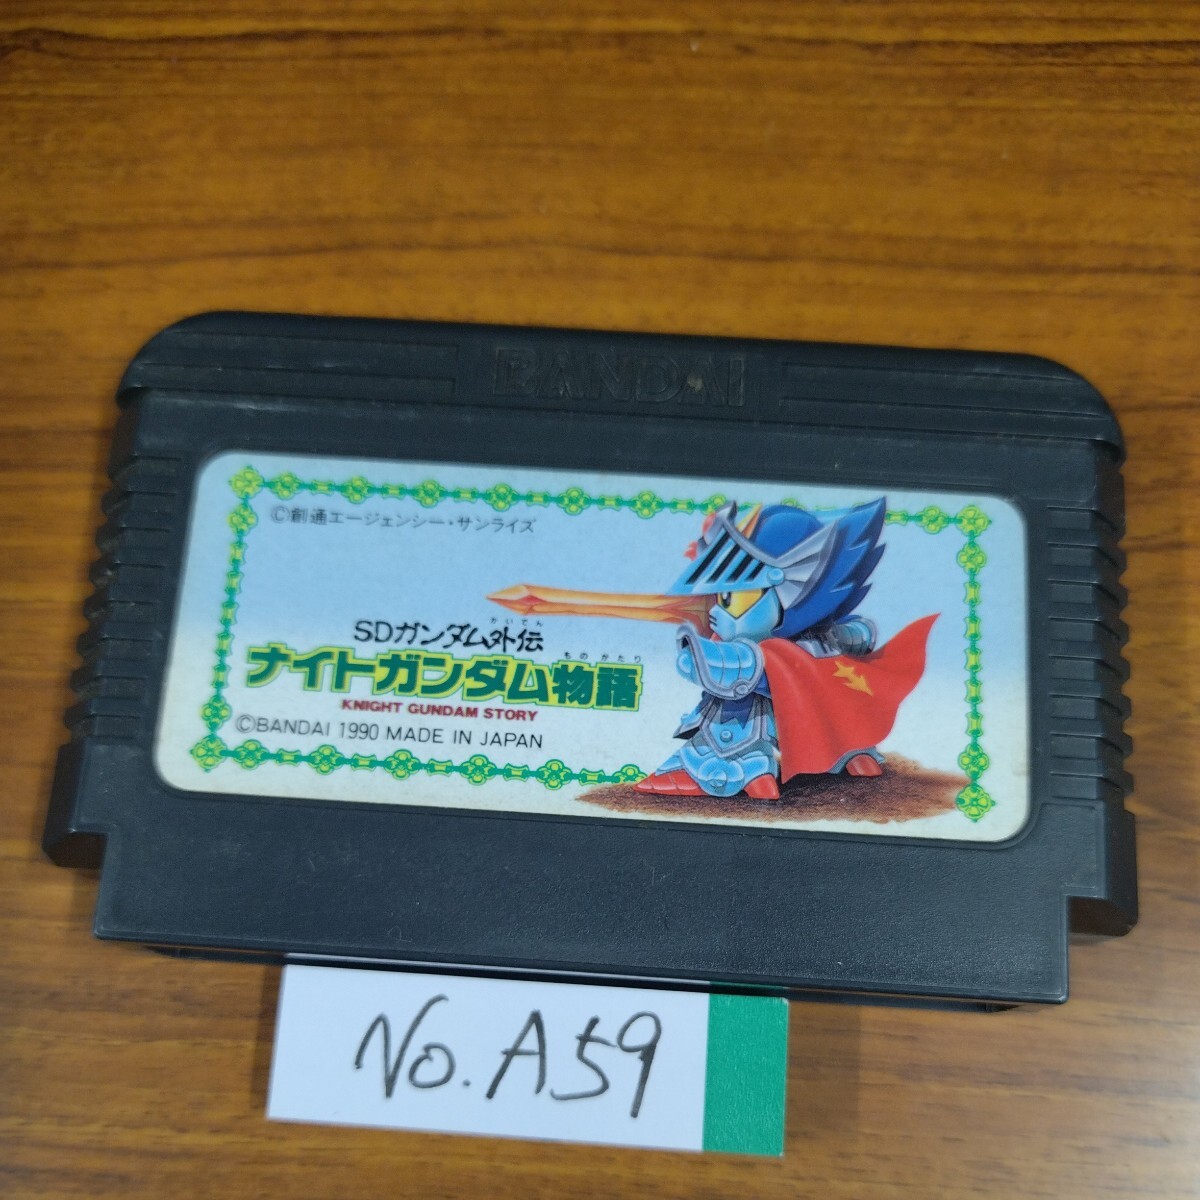 BANDAI
©創通エージェンシー・サンライズ
かいでん
SDガンダム外伝
ものがたり
ナイトガンダム物語
KNIGHT GUNDAM STORY
©BANDAI 1990 MADE IN JAPAN
No. A59